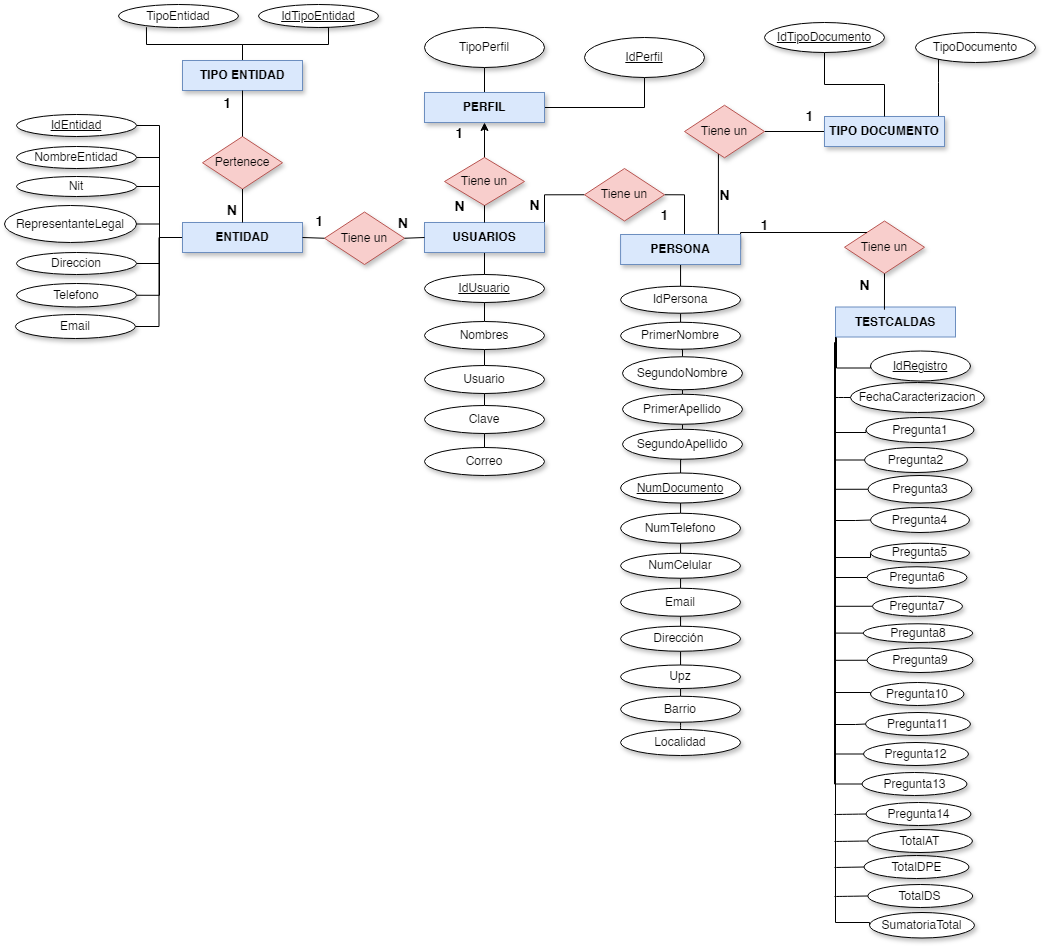 TipoEntidad
IdTipoEntidad
TIPO ENTIDAD
1
Pertenece
N
IdEntidad
NombreEntidad
Nit
RepresentanteLegal
Direccion
Telefono
Email
ENTIDAD
1
Tiene un
N
TipoPerfil
IdPerfil
PERFIL
1
Tiene un
N
USUARIOS
IdUsuario
Nombres
Usuario
Clave
Correo
N
Tiene un
1
IdTipoDocumento
TipoDocumento
TIPO DOCUMENTO
1
Tiene un
N
PERSONA
IdPersona
PrimerNombre
SegundoNombre
PrimerApellido
SegundoApellido
NumDocumento
NumTelefono
NumCelular
Email
Dirección
Upz
Barrio
Localidad
1
Tiene un
N
TESTCALDAS
IdRegistro
FechaCaracterizacion
Pregunta1
Pregunta2
Pregunta3
Pregunta4
Pregunta5
Pregunta6
Pregunta7
Pregunta8
Pregunta9
Pregunta10
Pregunta11
Pregunta12
Pregunta13
Pregunta14
TotalAT
TotalDPE
TotalDS
SumatoriaTotal